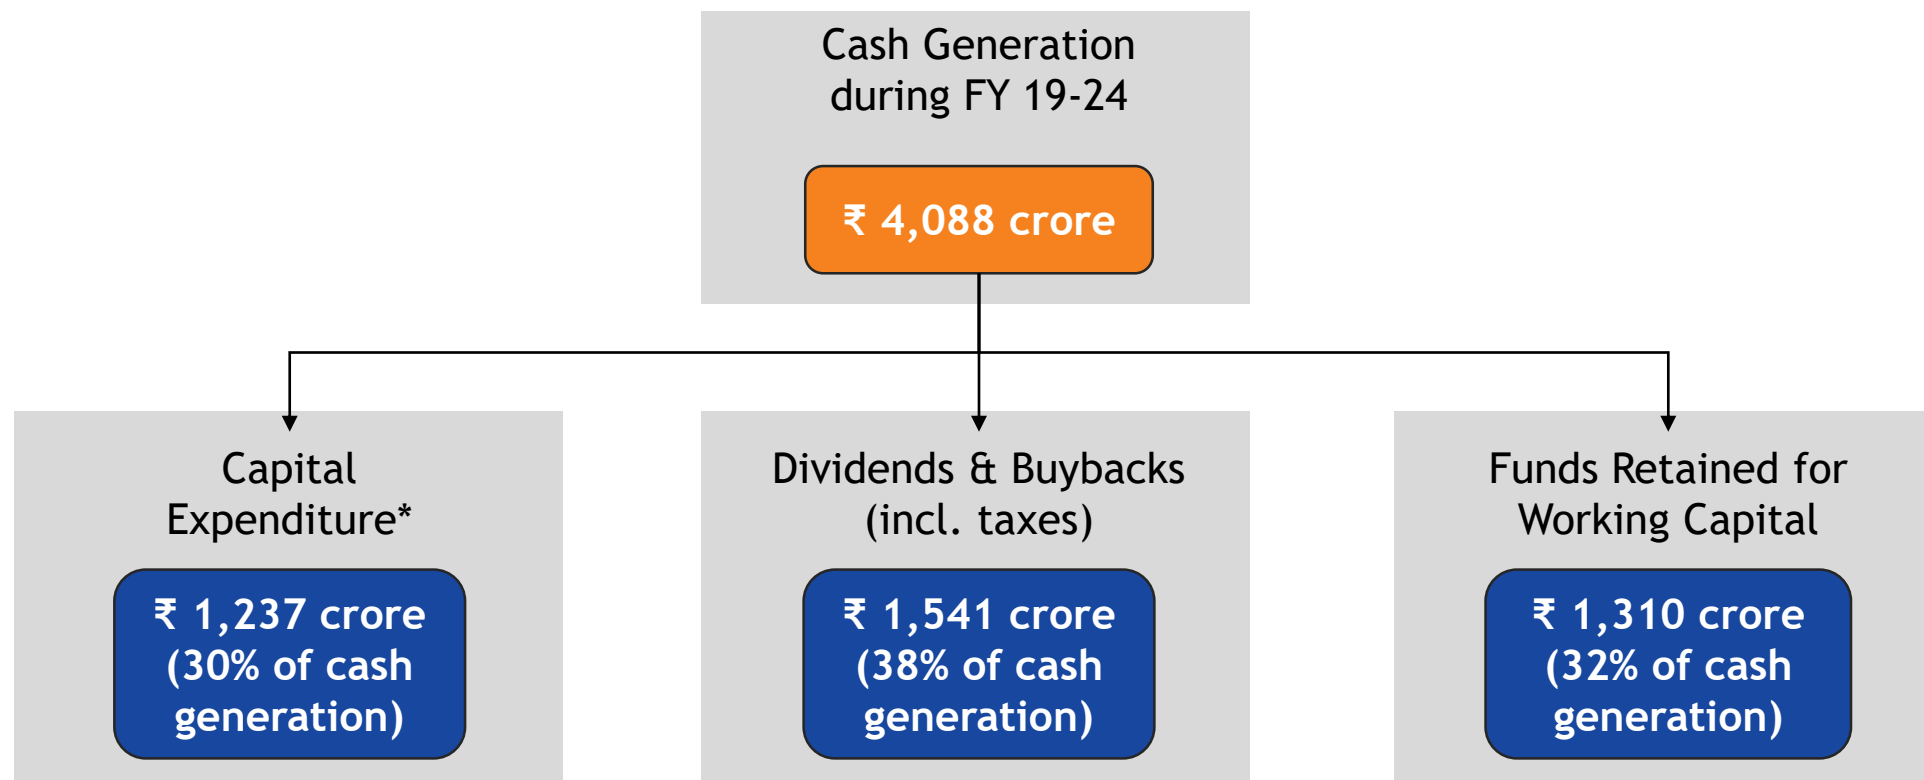 Cash Generation
during FY 19-24
₹ 4,088 crore
Capital
Expenditure*
₹ 1,237 crore
(30% of cash
generation)
Dividends & Buybacks
(incl. taxes)
₹ 1,541 crore
(38% of cash
generation)
Funds Retained for
Working Capital
₹ 1,310 crore
(32% of cash
generation)